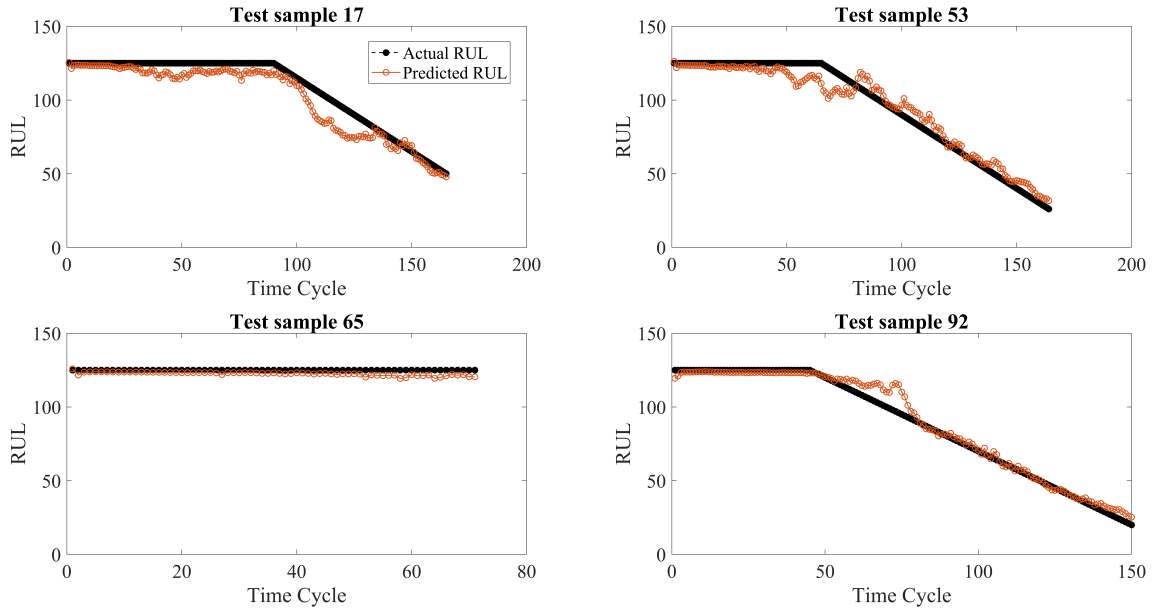 Test sample 17
150
100
50
0
RUL
0 50 100 150 200
Time Cycle
Actual RUL
Predicted RUL
Test sample 53
150
100
50
0
RUL
0 50 100 150 200
Time Cycle
Test sample 65
150
100
50
0
RUL
0 20 40 60 80
Time Cycle
Test sample 92
150
100
50
0
RUL
0 50 100 150
Time Cycle